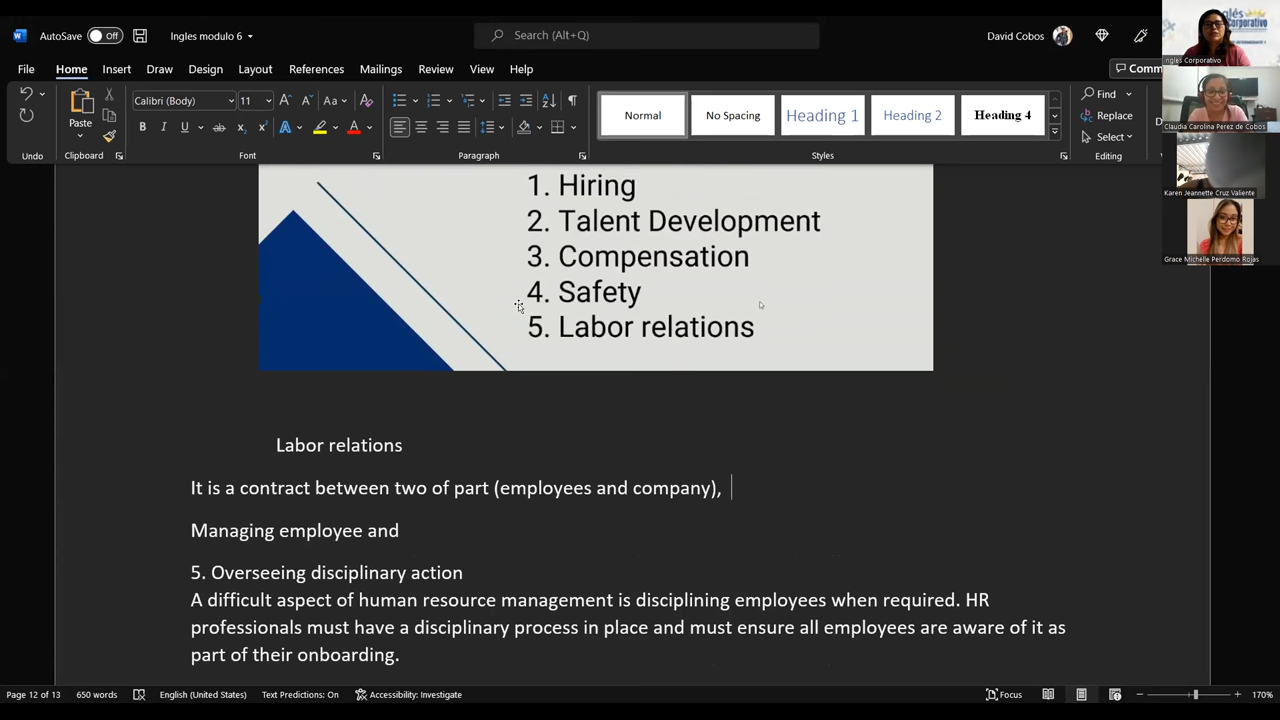 AutoSave Off
Ingles modulo 6
Search (Alt+Q)
David Cobos
File Home Insert Draw Design Layout References Mailings Review View Help
Comm
Paste
Calibri (Body) 11
Normal No Spacing Heading 1 Heading 2 Heading 4
Find
Replace
Select
Undo Clipboard Font Paragraph Styles Editing
1. Hiring
2. Talent Development
3. Compensation
4. Safety
5. Labor relations
Labor relations
It is a contract between two of part (employees and company),
Managing employee and
5. Overseeing disciplinary action
A difficult aspect of human resource management is disciplining employees when required. HR
professionals must have a disciplinary process in place and must ensure all employees are aware of it as
part of their onboarding.
Page 12 of 13 650 words English (United States) Text Predictions: On Accessibility: Investigate Focus 170%
Ingles Corporativo
Claudia Carolina Perez de Cobos
Karen Jeannette Cruz Valiente
Grace Michelle Perdomo Rojas